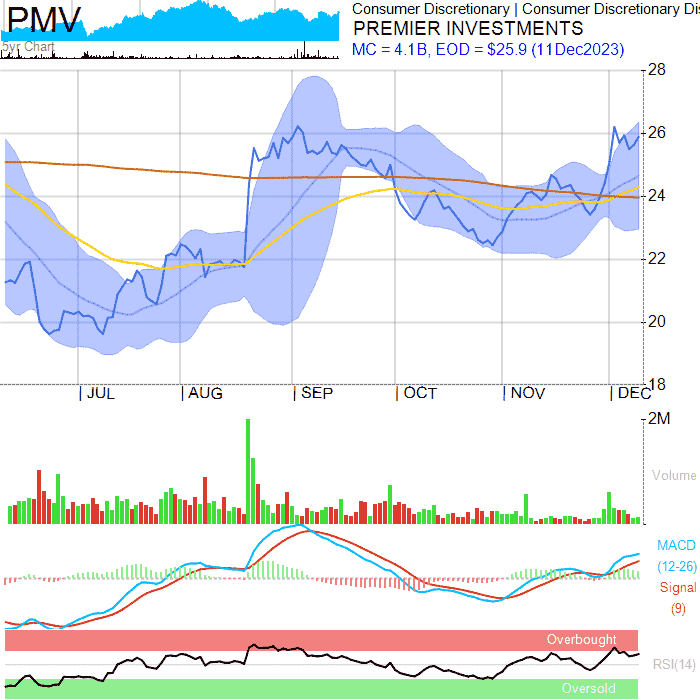 PMV
5yr Chart
Consumer Discretionary | Consumer Discretionary Dis
PREMIER INVESTMENTS
MC = 4.1B, EOD = $25.9 (11Dec2023)
28
26
24
22
20
18
| JUL
| AUG
| SEP
| OCT
| NOV
| DEC
2M
Volume
MACD
(12-26)
Signal
(9)
Overbought
RSI(14)
Oversold